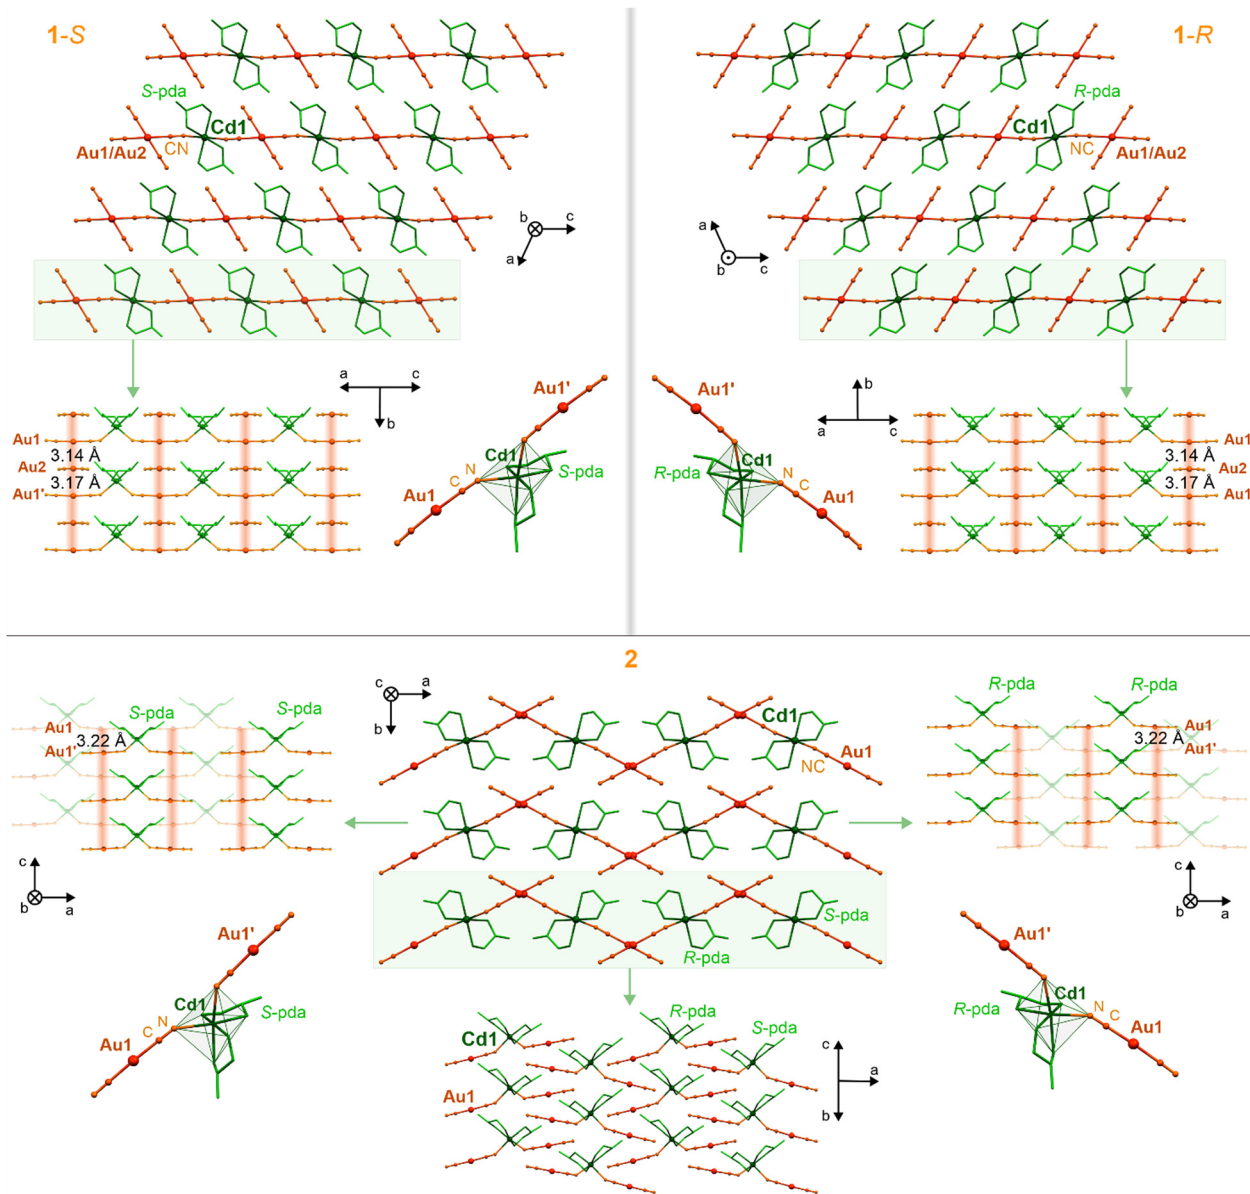 1-S
1-R
S-pda
Cd1
CN
Au1/Au2
R-pda
Cd1
NC
Au1/Au2
b
c
a
a
b
c
a
c
b
Au1
3.14 Å
Au2
3.17 Å
Au1'
Au1'
Cd1
S-pda
N
C
Au1
Au1'
Cd1
R-pda
N
C
Au1
b
a
c
Au1
3.14 Å
Au2
3.17 Å
Au1'
2
S-pda
S-pda
Au1
3.22 Å
Au1'
c
b
a
c
a
b
Cd1
Au1
NC
S-pda
R-pda
R-pda
R-pda
Au1
3.22 Å
Au1'
c
b
a
Au1'
Cd1
S-pda
N
C
Au1
Au1'
Cd1
R-pda
N
C
Au1
R-pda
S-pda
Cd1
Au1
c
a
b